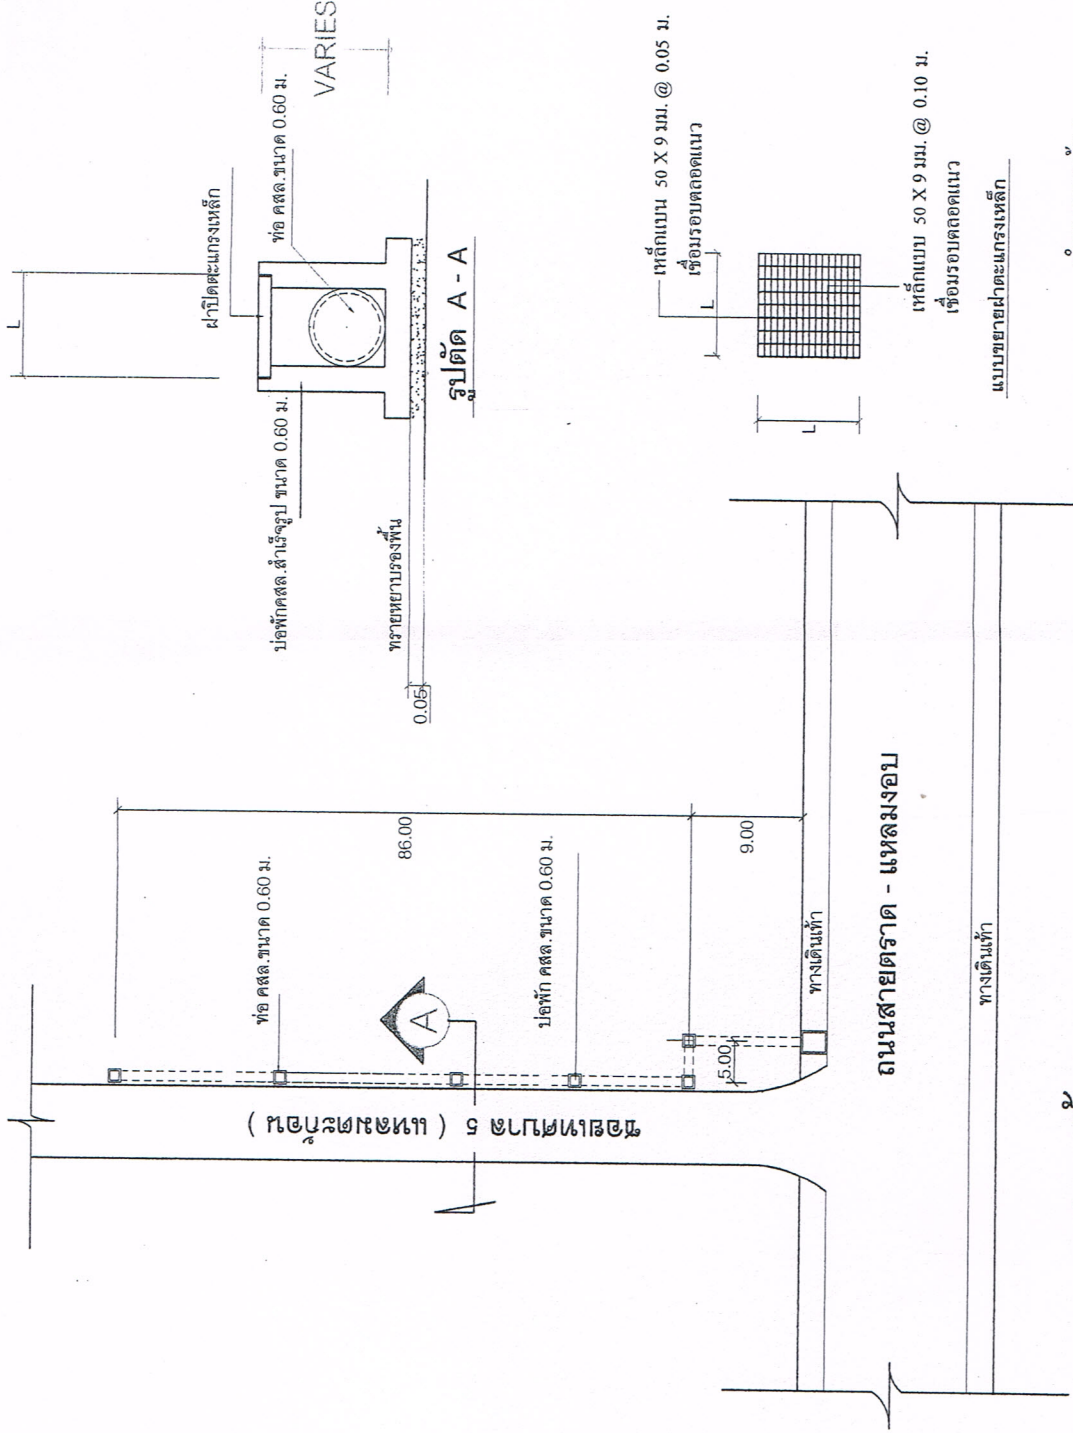 L
ฝาปิดตะแกรงเหล็ก
ท่อ คสล.ขนาด 0.60 ม.
VARIES
บ่อพักคสล.สำเร็จรูป ขนาด 0.60 ม.
ทรายหยาบรองพื้น
0.05
รูปตัด A - A
เหล็กแบน 50 X 9 มม. @ 0.05 ม.
เชื่อมรอบตลอดแนว
L
L
เหล็กแบบ 50 X 9 มม. @ 0.10 ม.
เชื่อมรอบตลอดแนว
แบบขยายฝาตะแกรงเหล็ก
ท่อ คสล.ขนาด 0.60 ม.
86.00
A
บ่อพัก คสล.ขนาด 0.60 ม.
9.00
5.00
ซอยเทศบาล 5 ( แหลมตะก้อน )
ทางเดินเท้า
ถนนสายตราด - แหลมงอบ
ทางเดินเท้า